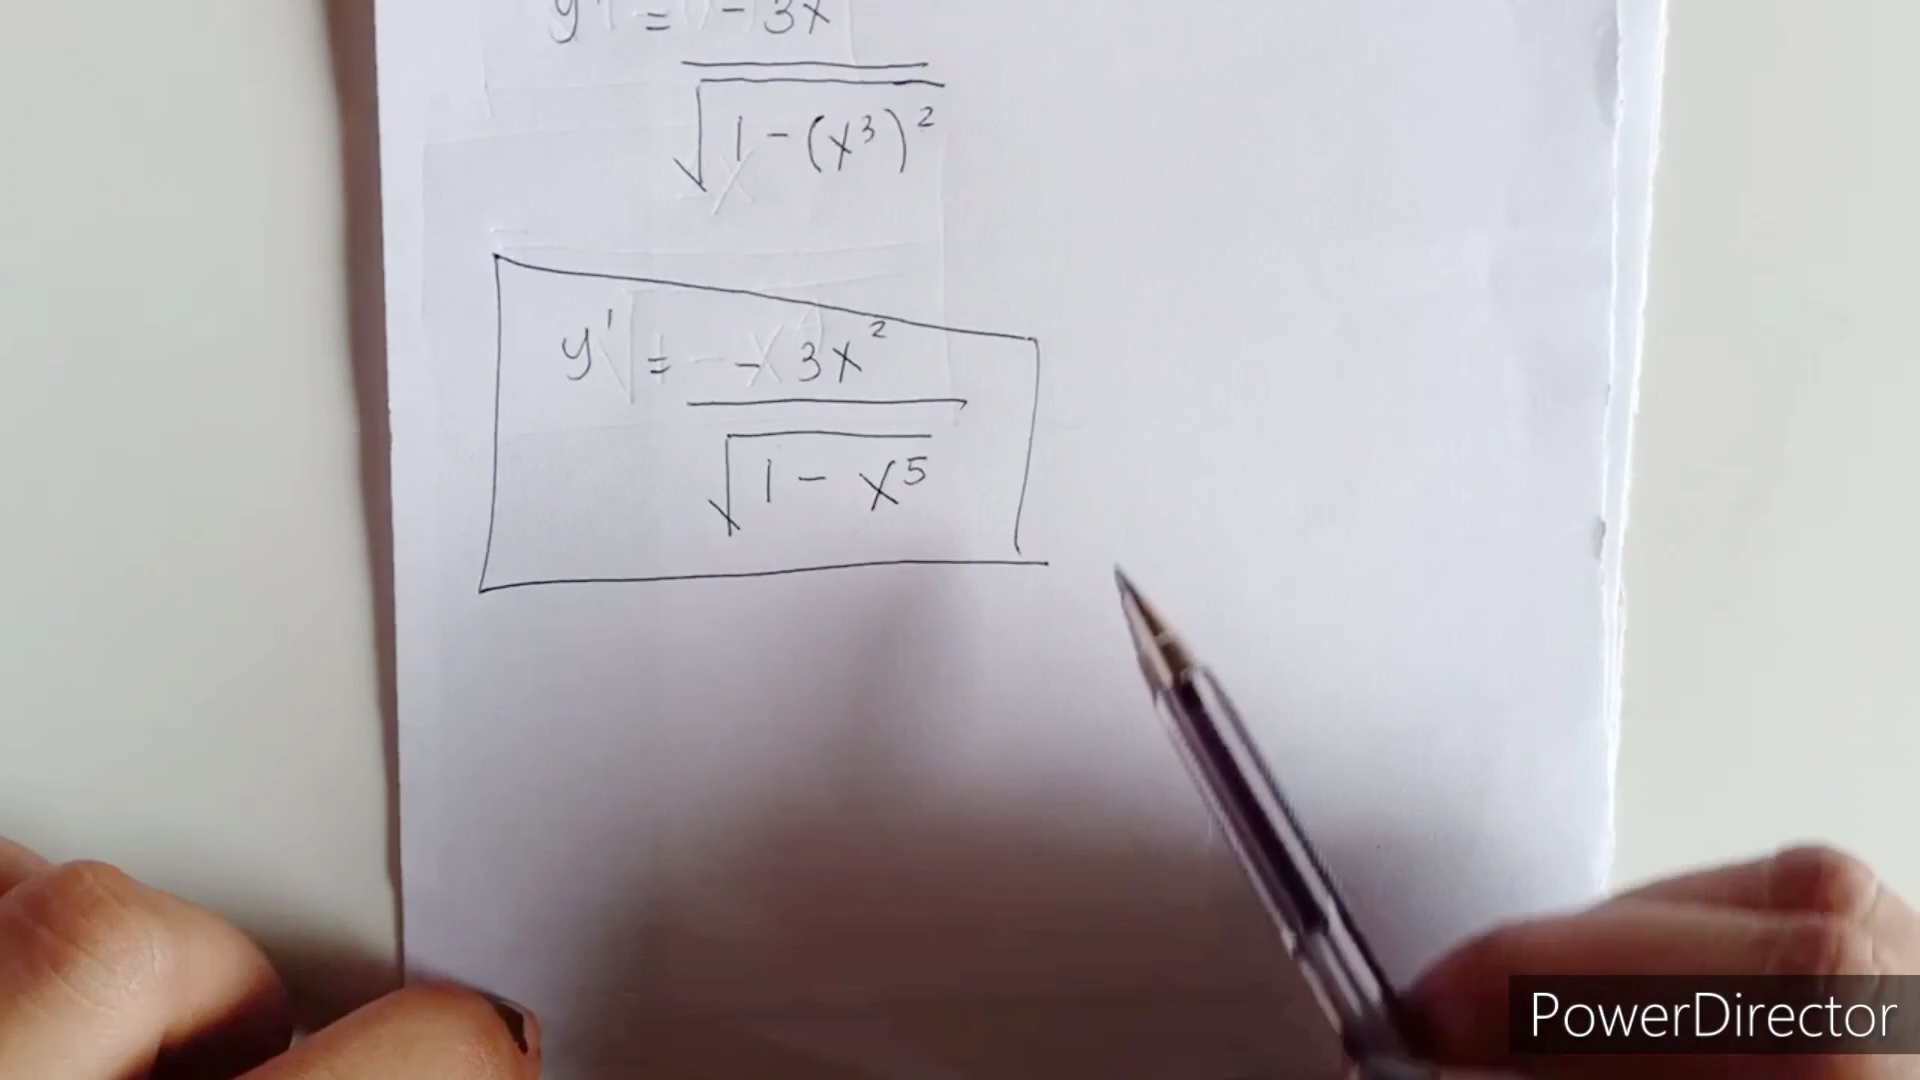 y' = -3x
√1-(x³)²
y' = -3x²
√1 - x⁵
PowerDirector